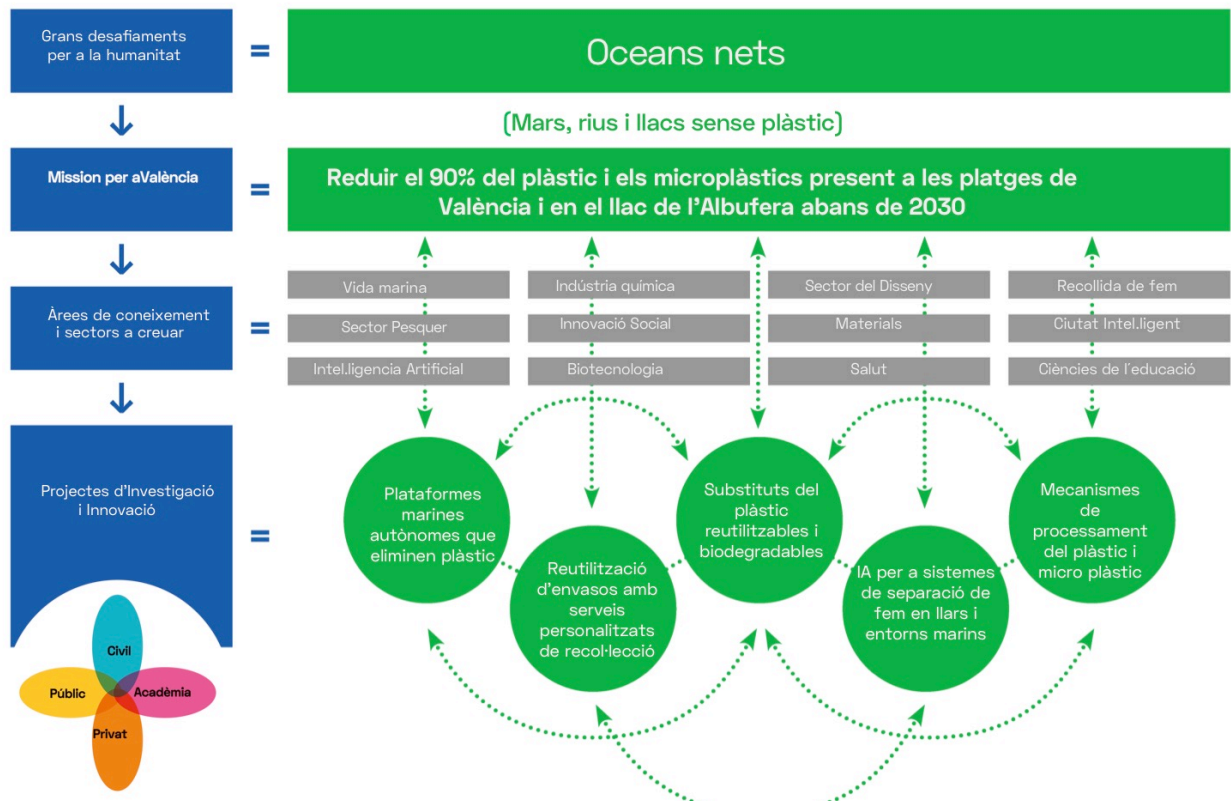 Grans desafiaments
per a la humanitat
=
Oceans nets
(Mars, rius i llacs sense plàstic)
Mission per aValència
=
Reduir el 90% del plàstic i els microplàstics present a les platges de
València i en el llac de l'Albufera abans de 2030
Àrees de coneixement
i sectors a creuar
=
Vida marina
Indústria química
Sector del Disseny
Recollida de fem
Sector Pesquer
Innovació Social
Materials
Ciutat Intel.ligent
Intel.ligencia Artificial
Biotecnologia
Salut
Ciències de l'educació
Projectes d'Investigació
i Innovació
=
Plataformes
marines
autònomes que
eliminen plàstic
Reutilització
d'envasos amb
serveis
personalitzats
de recol·lecció
Substituts del
plàstic
reutilitzables i
biodegradables
IA per a sistemes
de separació de
fem en llars i
entorns marins
Mecanismes
de
processament
del plàstic i
micro plàstic
Civil
Públic
Acadèmia
Privat